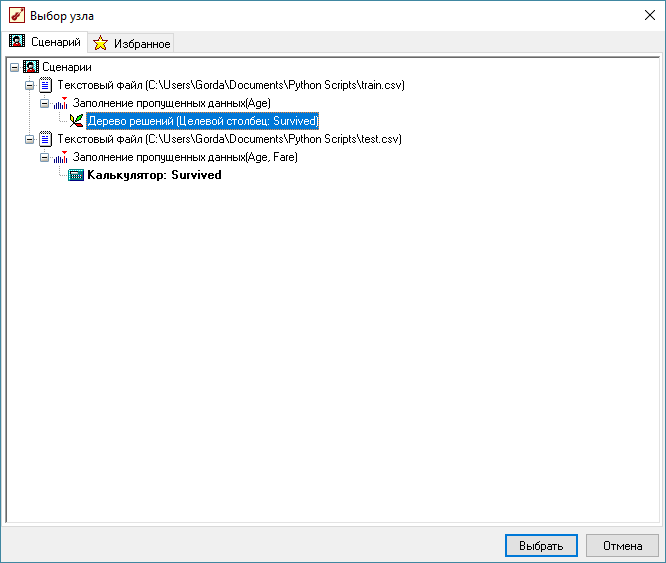 Выбор узла
Сценарий
Избранное
Сценарии
Текстовый файл (C:\Users\Gorda\Documents\Python Scripts\train.csv)
Заполнение пропущенных данных(Age)
Дерево решений (Целевой столбец: Survived)
Текстовый файл (C:\Users\Gorda\Documents\Python Scripts\test.csv)
Заполнение пропущенных данных(Age, Fare)
Калькулятор: Survived
Выбрать
Отмена